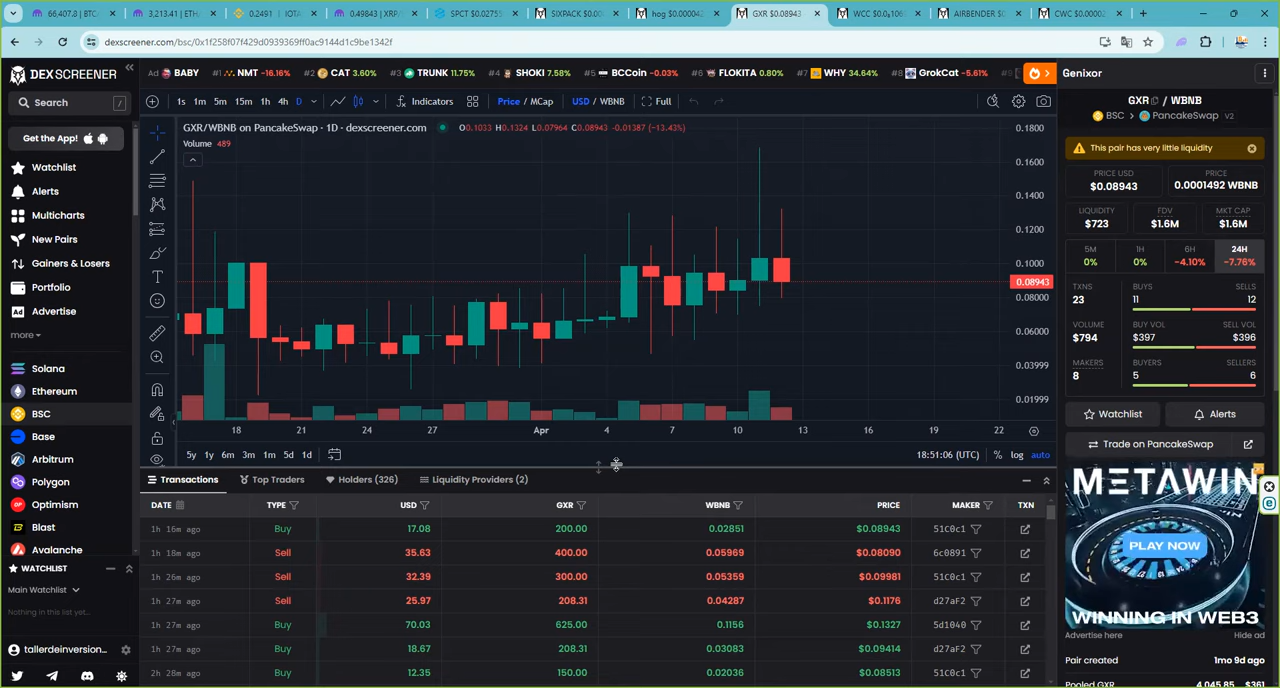 66,407.8 | BTC
3,213.41 | ETH
0.2491 | IOTA
0.49843 | XRP/
SPCT $0.02755
SIXPACK $0.00
hog $0.00004
GXR $0.08943
WCC $0.0₄106
AIRBENDER $0
CWC $0.0000
dexscreener.com/bsc/0x1f258f07f429d0939369ff0ac9144d1c9be1342f
DEX SCREENER
Search /
Get the App!
Watchlist
Alerts
Multicharts
New Pairs
Gainers & Losers
Portfolio
Ad Advertise
more
Solana
Ethereum
BSC
Base
Arbitrum
Polygon
Optimism
Blast
Avalanche
WATCHLIST
Main Watchlist
Nothing in this list yet...
tallerdeinversion...
Ad BABY #1 NMT -16.16% #2 CAT 3.60% #3 TRUNK 11.75% #4 SHOKI 7.58% #5 BCCoin -0.03% #6 FLOKITA 0.80% #7 WHY 34.64% #8 GrokCat -5.61% #9
1s 1m 5m 15m 1h 4h D Indicators Price / MCap USD / WBNB Full
GXR/WBNB on PancakeSwap · 1D · dexscreener.com O0.1033 H0.1324 L0.07964 C0.08943 -0.01387 (-13.43%)
Volume 489
0.1800
0.1600
0.1400
0.1200
0.1000
0.08943
0.08000
0.06000
0.03999
0.01999
18 21 24 27 Apr 4 7 10 13 16 19 22
5y 1y 6m 3m 1m 5d 1d 18:51:06 (UTC) % log auto
Transactions Top Traders Holders (326) Liquidity Providers (2)
DATE TYPE USD GXR WBNB PRICE MAKER TXN
1h 16m ago Buy 17.08 200.00 0.02851 $0.08943 51C0c1
1h 18m ago Sell 35.63 400.00 0.05969 $0.08090 6c0891
1h 26m ago Sell 32.39 300.00 0.05359 $0.09981 51C0c1
1h 27m ago Sell 25.97 208.31 0.04287 $0.1176 d27aF2
1h 27m ago Buy 70.03 625.00 0.1156 $0.1327 5d1040
1h 27m ago Buy 18.67 208.31 0.03083 $0.09414 d27aF2
2h 28m ago Buy 12.35 150.00 0.02036 $0.08513 51C0c1
Genixor
GXR / WBNB
BSC > PancakeSwap V2
This pair has very little liquidity
PRICE USD
$0.08943
PRICE
0.0001492 WBNB
LIQUIDITY
$723
FDV
$1.6M
MKT CAP
$1.6M
5M
0%
1H
0%
6H
-4.10%
24H
-7.76%
TXNS
23
BUYS
11
SELLS
12
VOLUME
$794
BUY VOL
$397
SELL VOL
$396
MAKERS
8
BUYERS
5
SELLERS
6
Watchlist
Alerts
Trade on PancakeSwap
METAWIN
PLAY NOW
WINNING IN WEB3
Advertise here Hide ad
Pair created 1mo 9d ago
Pooled GXR 4,045.85 $361